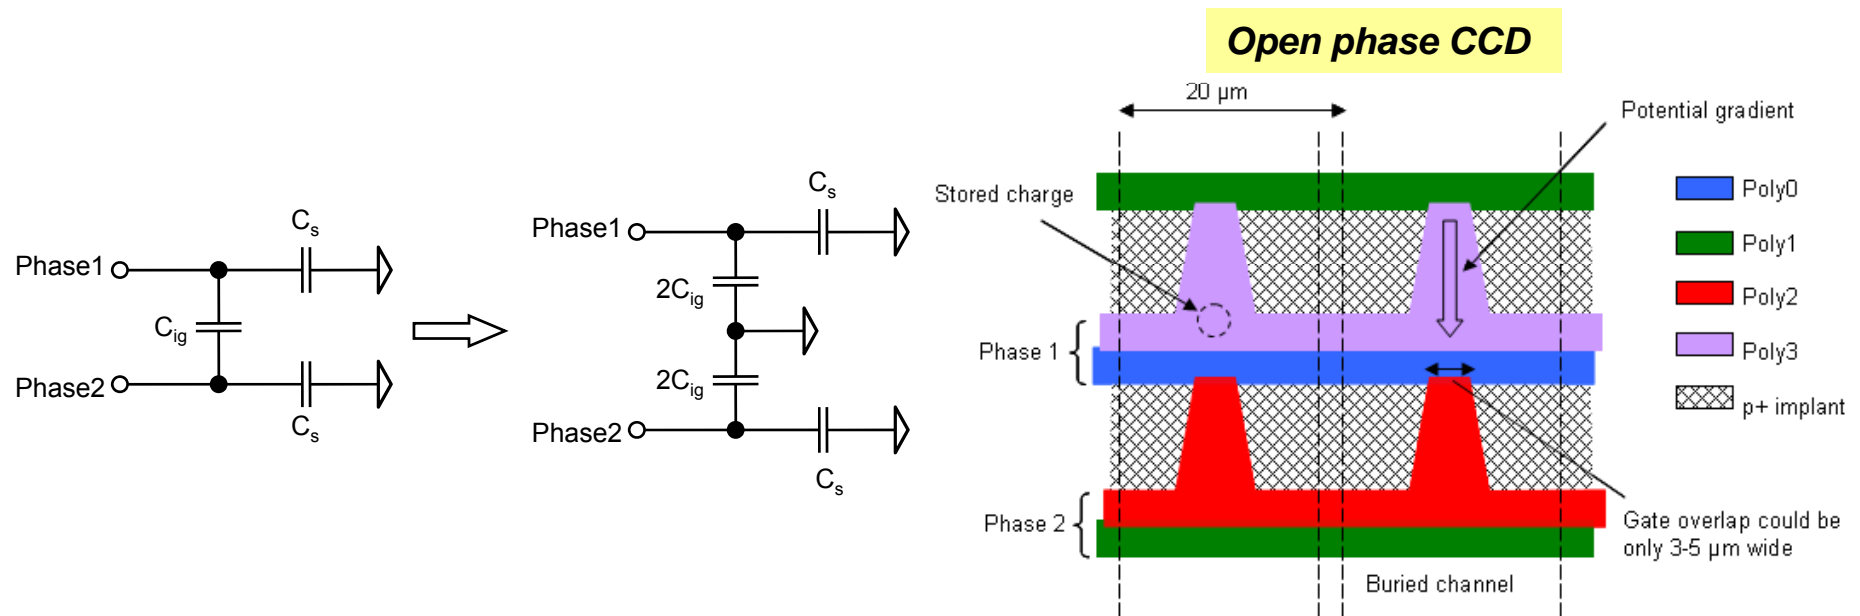 Open phase CCD
20 µm
Potential gradient
Stored charge
Poly0
Poly1
Poly2
Poly3
p+ implant
Phase 1
Phase 2
Gate overlap could be
only 3-5 µm wide
Buried channel
Phase1
Cs
Cig
Phase2
Cs
Phase1
Cs
2Cig
2Cig
Phase2
Cs